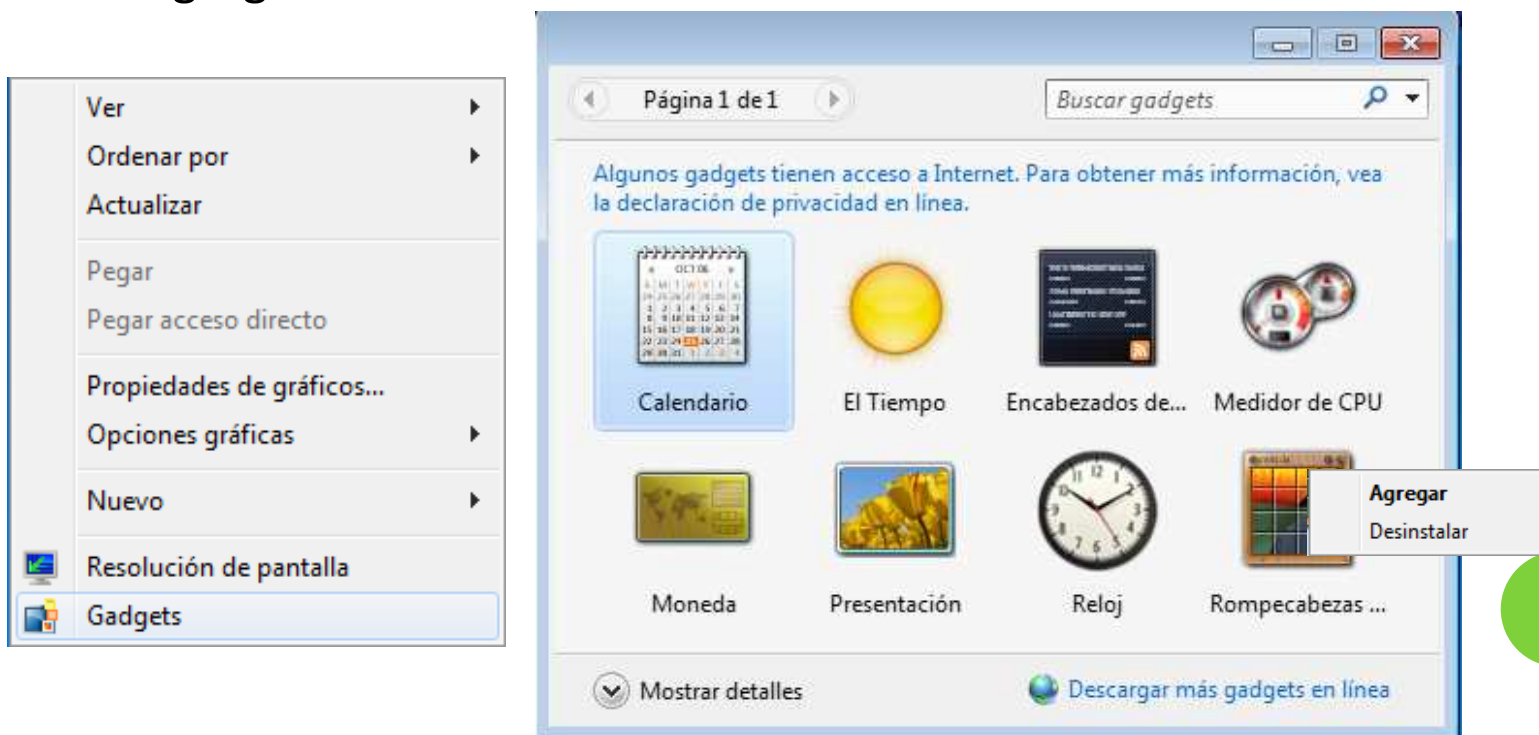 Ver
Ordenar por
Actualizar
Pegar
Pegar acceso directo
Propiedades de gráficos...
Opciones gráficas
Nuevo
Resolución de pantalla
Gadgets
Página 1 de 1
Buscar gadgets
Algunos gadgets tienen acceso a Internet. Para obtener más información, vea
la declaración de privacidad en línea.
OCT 06
Calendario
El Tiempo
Encabezados de...
Medidor de CPU
Moneda
Presentación
Reloj
Rompecabezas ...
Agregar
Desinstalar
Mostrar detalles
Descargar más gadgets en línea